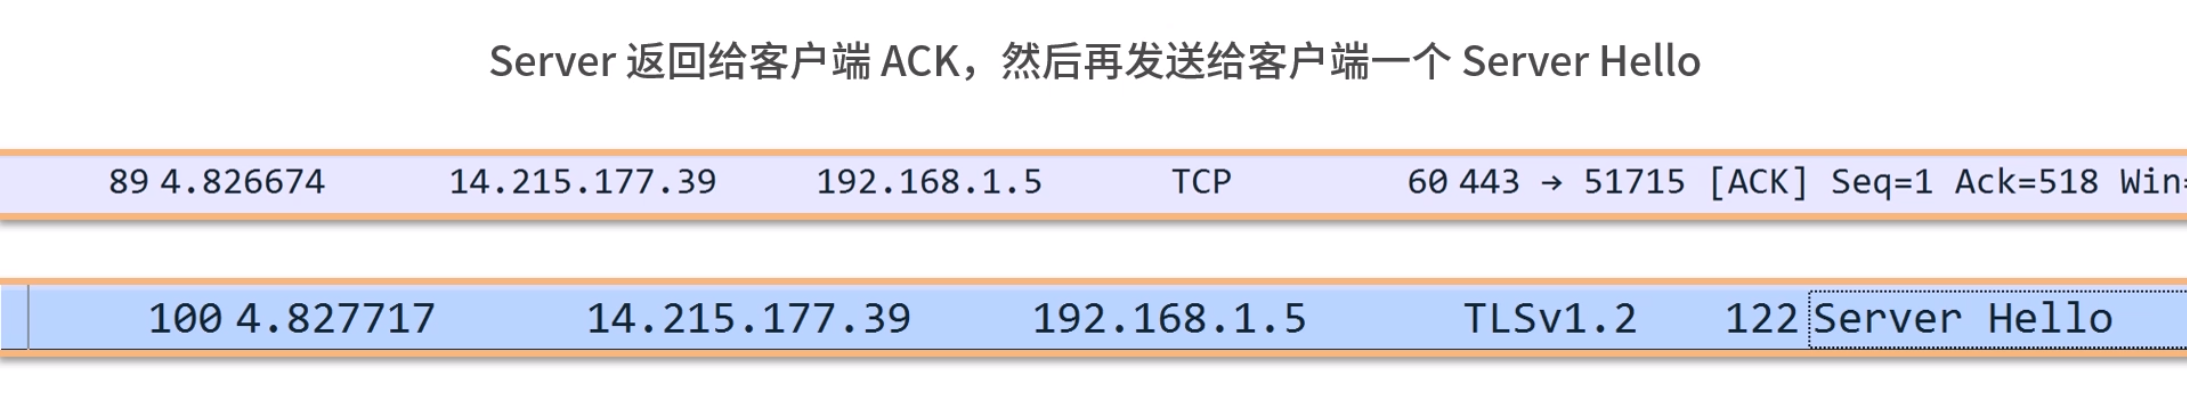 Server 返回给客户端 ACK，然后再发送给客户端一个 Server Hello
89 4.826674 14.215.177.39 192.168.1.5 TCP 60 443 → 51715 [ACK] Seq=1 Ack=518 Win=
100 4.827717 14.215.177.39 192.168.1.5 TLSv1.2 122 Server Hello